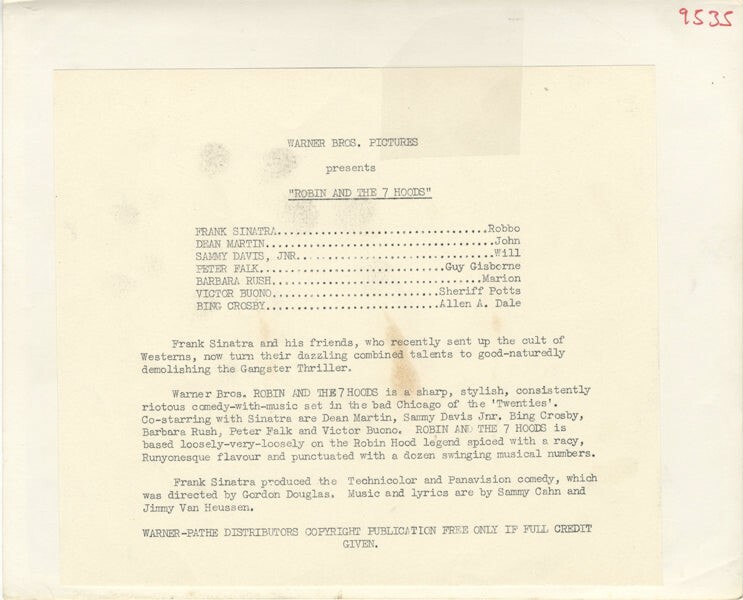 9535
WARNER BROS. PICTURES
presents
"ROBIN AND THE 7 HOODS"
FRANK SINATRA..................................Robbo
DEAN MARTIN.....................................John
SAMMY DAVIS, JNR................................Will
PETER FALK.............................Guy Gisborne
BARBARA RUSH..................................Marion
VICTOR BUONO...........................Sheriff Potts
BING CROSBY............................Allen A. Dale
Frank Sinatra and his friends, who recently sent up the cult of
Westerns, now turn their dazzling combined talents to good-naturedly
demolishing the Gangster Thriller.
Warner Bros. ROBIN AND THE 7 HOODS is a sharp, stylish, consistently
riotous comedy-with-music set in the bad Chicago of the 'Twenties'.
Co-starring with Sinatra are Dean Martin, Sammy Davis Jnr. Bing Crosby,
Barbara Rush, Peter Falk and Victor Buono. ROBIN AND THE 7 HOODS is
based loosely-very-loosely on the Robin Hood legend spiced with a racy,
Runyonesque flavour and punctuated with a dozen swinging musical numbers.
Frank Sinatra produced the Technicolor and Panavision comedy, which
was directed by Gordon Douglas. Music and lyrics are by Sammy Cahn and
Jimmy Van Heussen.
WARNER-PATHE DISTRIBUTORS COPYRIGHT PUBLICATION FREE ONLY IF FULL CREDIT
GIVEN.